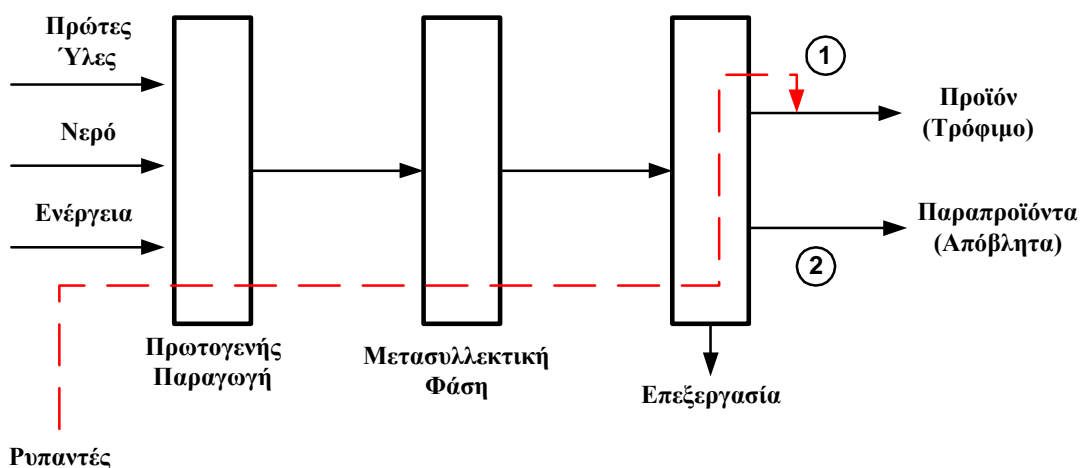 Πρώτες
Ύλες
Νερό
Ενέργεια
Ρυπαντές
Πρωτογενής
Παραγωγή
Μετασυλλεκτική
Φάση
Επεξεργασία
1
Προϊόν
(Τρόφιμο)
Παραπροϊόντα
(Απόβλητα)
2